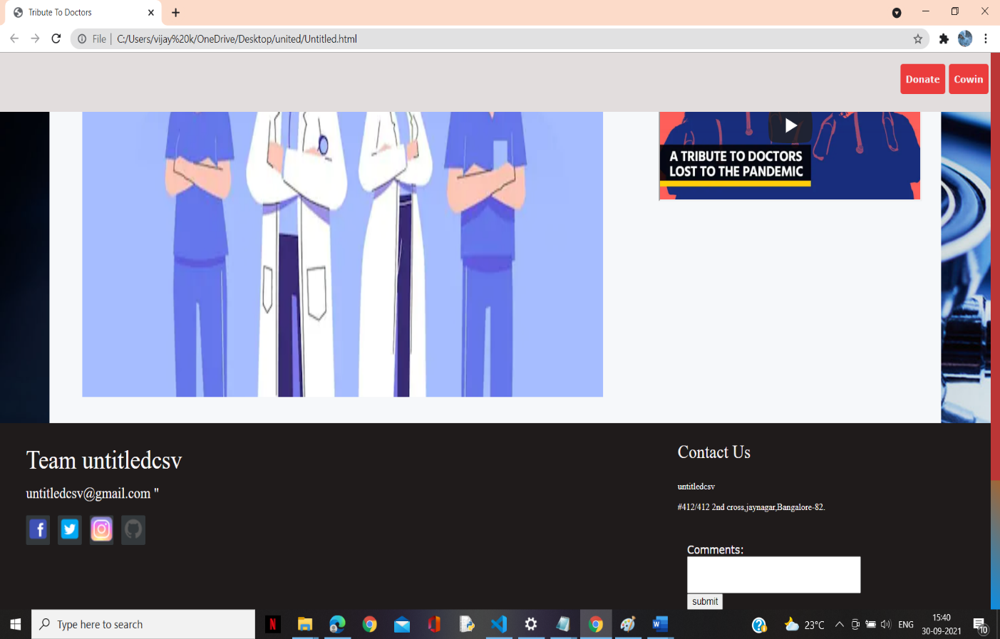 Tribute To Doctors
File
C:/Users/vijay%20k/OneDrive/Desktop/united/Untitled.html
Donate
Cowin
A TRIBUTE TO DOCTORS
LOST TO THE PANDEMIC
Team untitledcsv
untitledcsv@gmail.com "
Contact Us
untitledcsv
#412/412 2nd cross,jaynagar,Bangalore-82.
Comments:
submit
Type here to search
23°C
ENG
15:40
30-09-2021
10